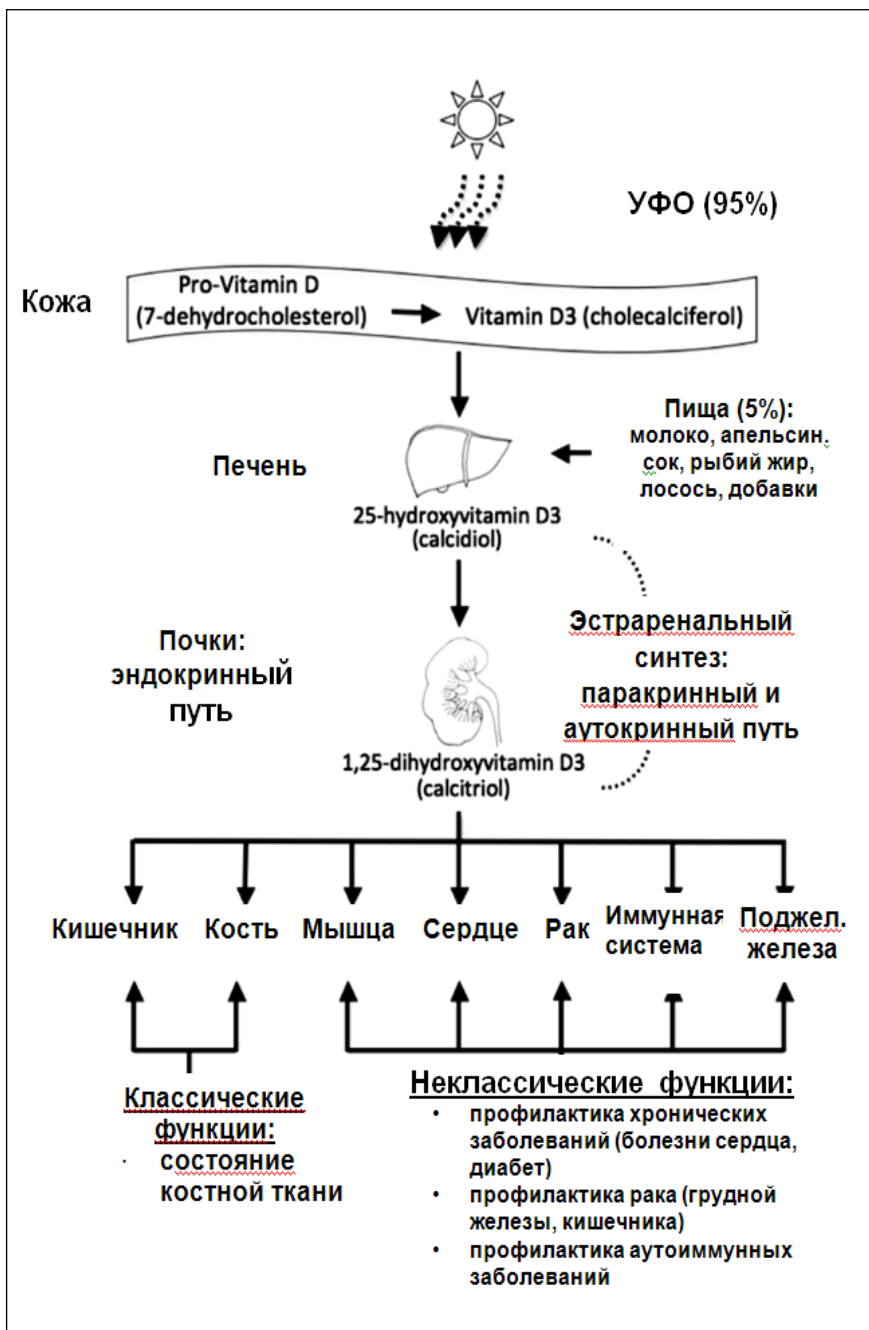 УФО (95%)
Кожа
Pro-Vitamin D
(7-dehydrocholesterol)
Vitamin D3 (cholecalciferol)
Пища (5%):
молоко, апельсин.
сок, рыбий жир,
лосось, добавки
Печень
25-hydroxyvitamin D3
(calcidiol)
Почки:
эндокринный
путь
Эстраренальный
синтез:
паракринный и
аутокринный путь
1,25-dihydroxyvitamin D3
(calcitriol)
Кишечник
Кость
Мышца
Сердце
Рак
Иммунная
система
Поджел.
железа
Классические
функции:
· состояние
костной ткани
Неклассические функции:
• профилактика хронических
заболеваний (болезни сердца,
диабет)
• профилактика рака (грудной
железы, кишечника)
• профилактика аутоиммунных
заболеваний